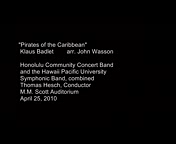 "Pirates of the Caribbean"
Klaus Badlet arr. John Wasson
Honolulu Community Concert Band
and the Hawaii Pacific University
Symphonic Band, combined
Thomas Hesch, Conductor
M.M. Scott Auditorium
April 25, 2010